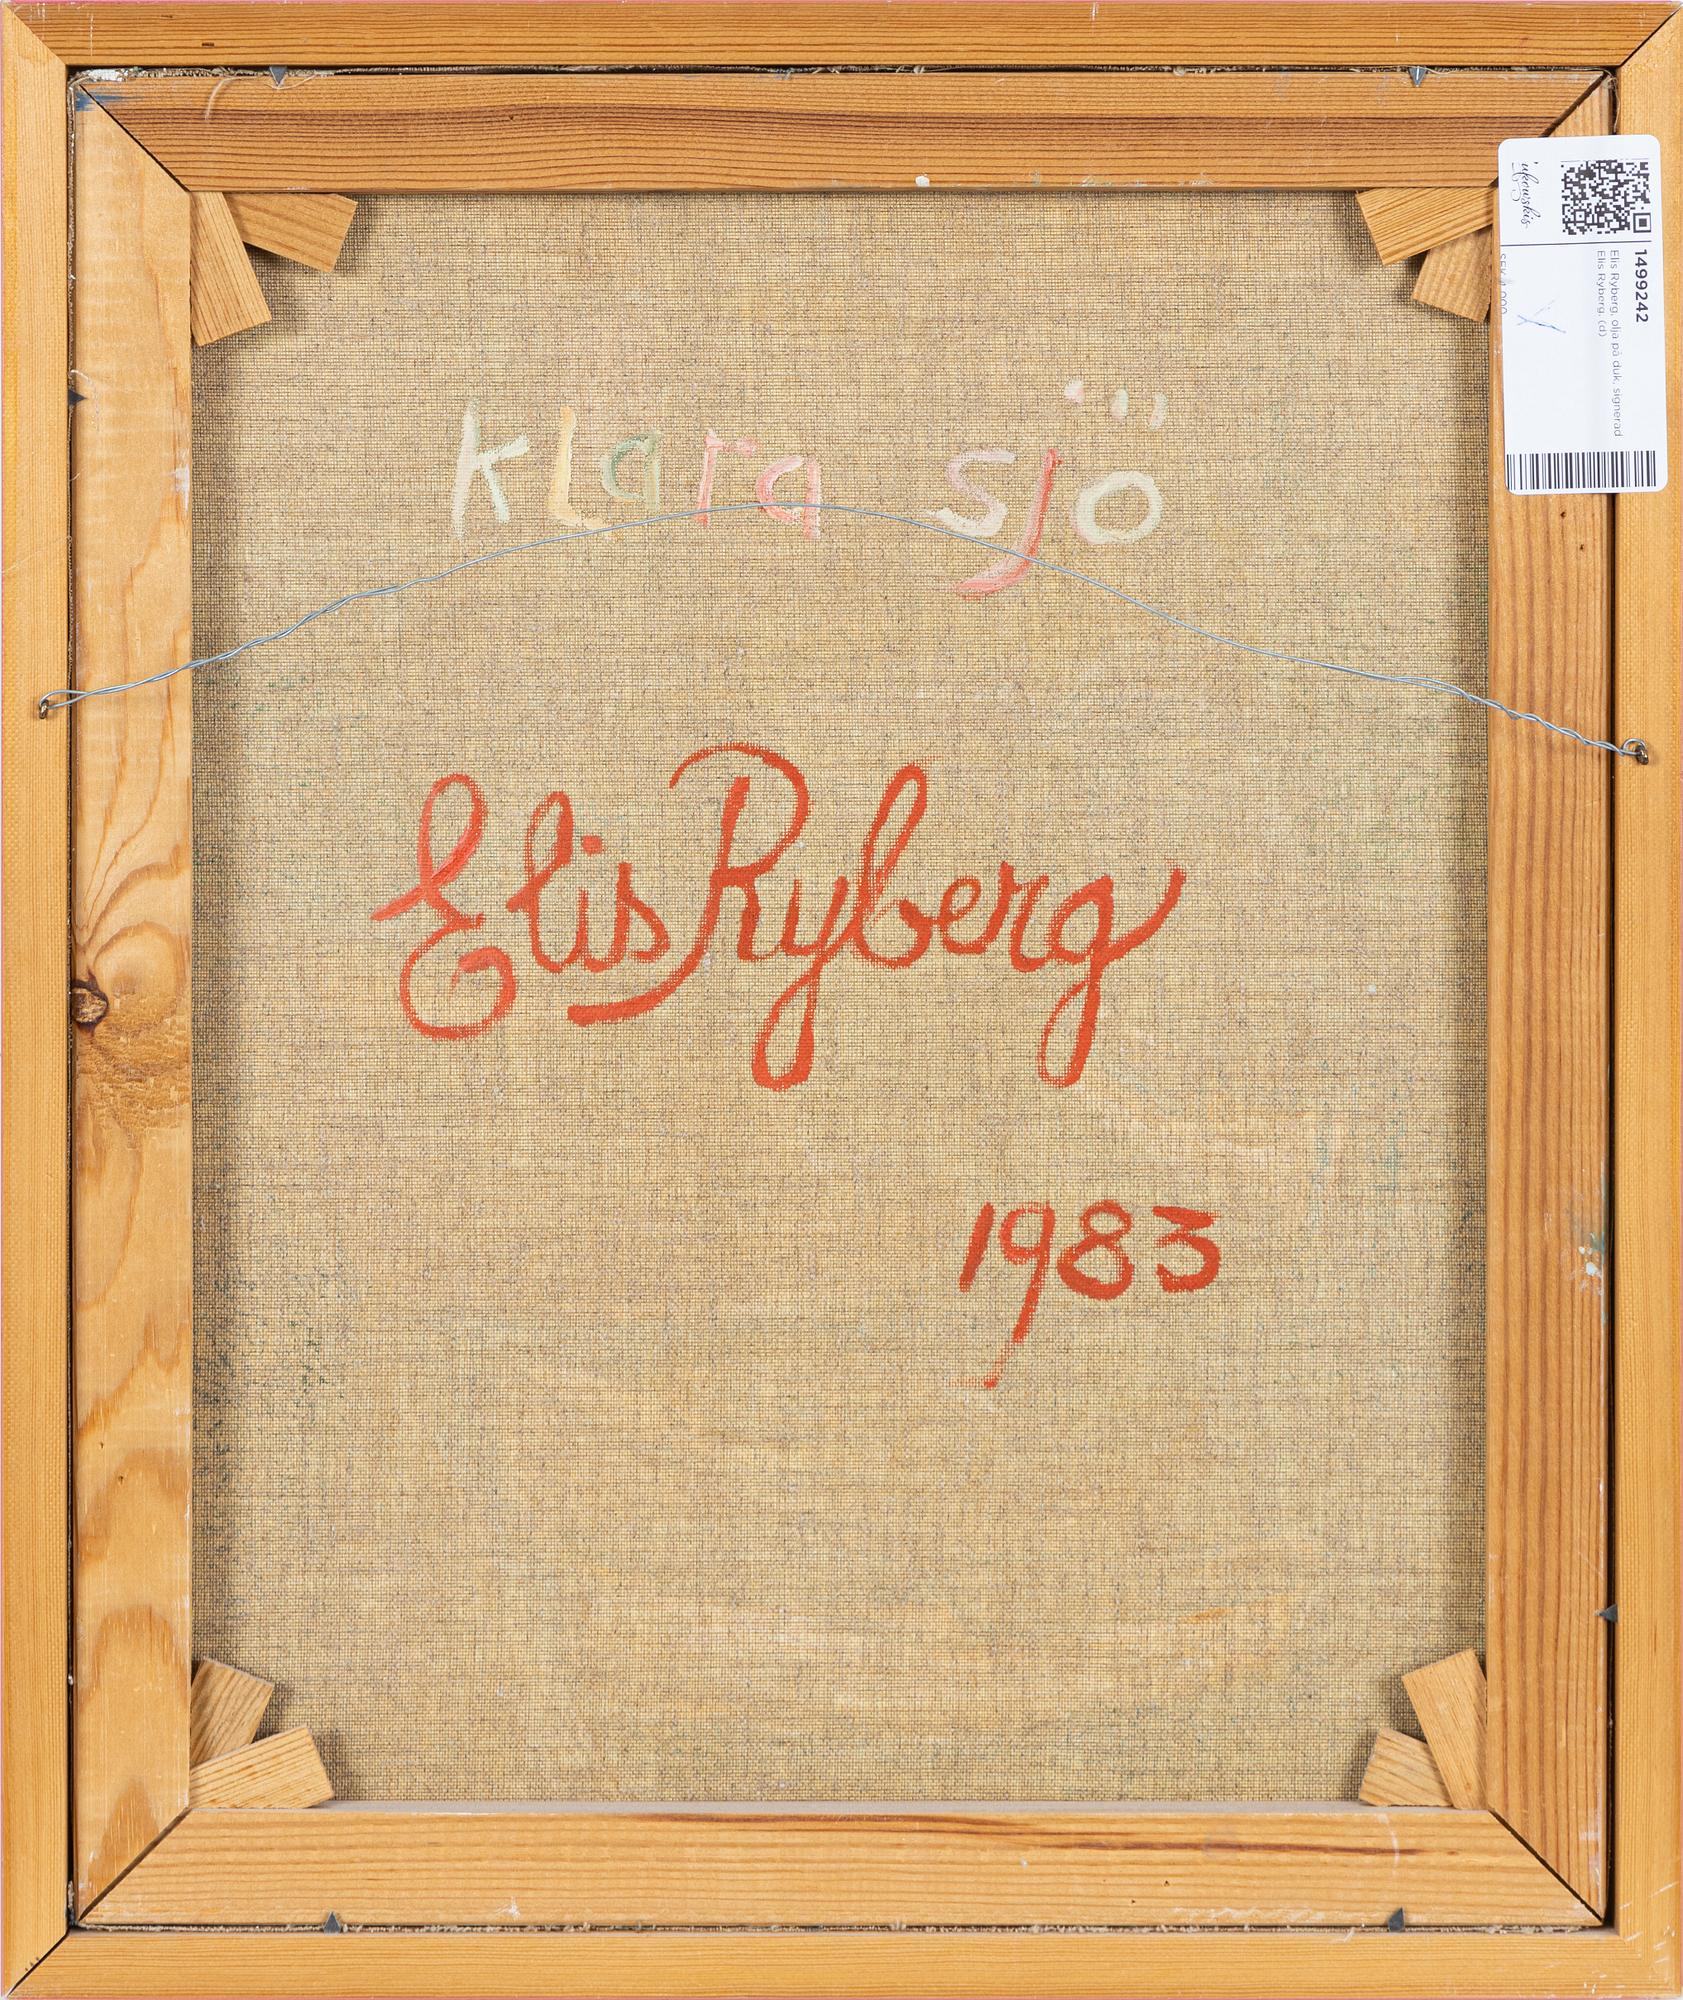 klara sjö
Elis Ryberg
1983
1499242
Elis Ryberg, olja på duk, signerad
Elis Ryberg. (d)